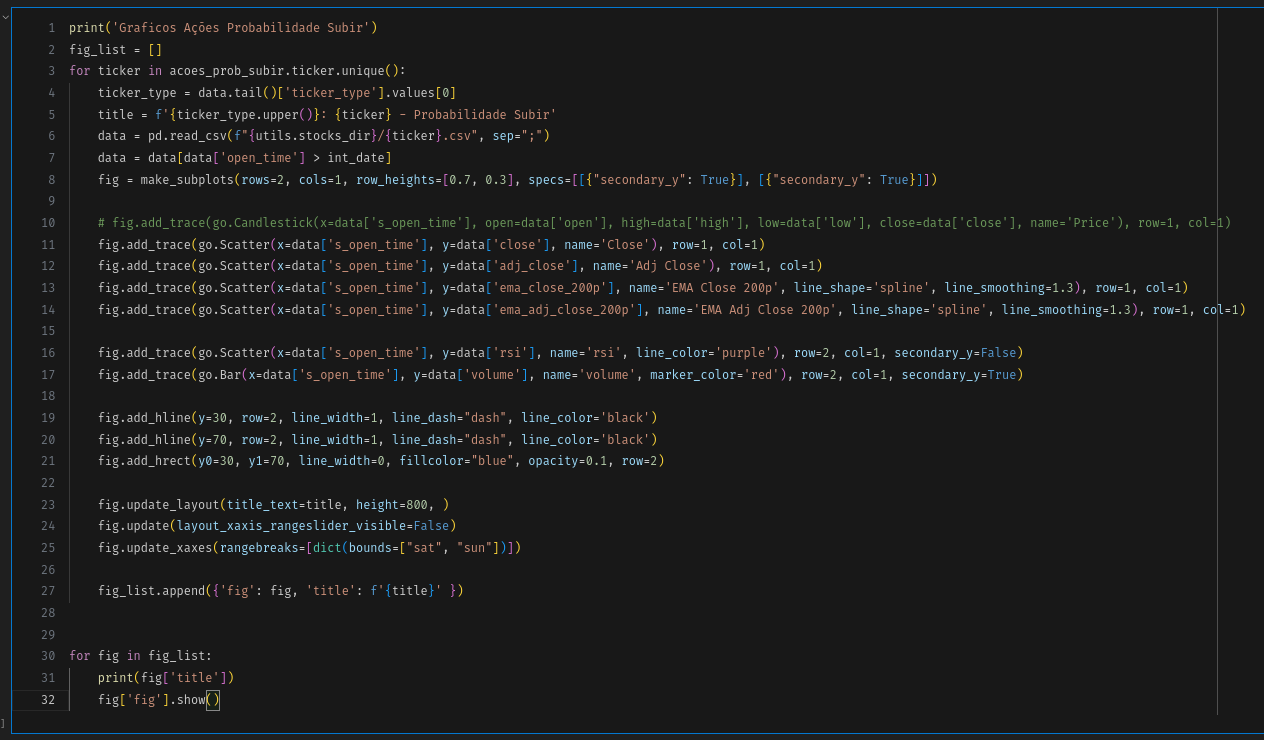 1 print('Graficos Ações Probabilidade Subir')
2 fig_list = []
3 for ticker in acoes_prob_subir.ticker.unique():
4     ticker_type = data.tail()['ticker_type'].values[0]
5     title = f'{ticker_type.upper()}: {ticker} - Probabilidade Subir'
6     data = pd.read_csv(f"{utils.stocks_dir}/{ticker}.csv", sep=";")
7     data = data[data['open_time'] > int_date]
8     fig = make_subplots(rows=2, cols=1, row_heights=[0.7, 0.3], specs=[[{"secondary_y": True}], [{"secondary_y": True}]])
9
10     # fig.add_trace(go.Candlestick(x=data['s_open_time'], open=data['open'], high=data['high'], low=data['low'], close=data['close'], name='Price'), row=1, col=1)
11     fig.add_trace(go.Scatter(x=data['s_open_time'], y=data['close'], name='Close'), row=1, col=1)
12     fig.add_trace(go.Scatter(x=data['s_open_time'], y=data['adj_close'], name='Adj Close'), row=1, col=1)
13     fig.add_trace(go.Scatter(x=data['s_open_time'], y=data['ema_close_200p'], name='EMA Close 200p', line_shape='spline', line_smoothing=1.3), row=1, col=1)
14     fig.add_trace(go.Scatter(x=data['s_open_time'], y=data['ema_adj_close_200p'], name='EMA Adj Close 200p', line_shape='spline', line_smoothing=1.3), row=1, col=1)
15
16     fig.add_trace(go.Scatter(x=data['s_open_time'], y=data['rsi'], name='rsi', line_color='purple'), row=2, col=1, secondary_y=False)
17     fig.add_trace(go.Bar(x=data['s_open_time'], y=data['volume'], name='volume', marker_color='red'), row=2, col=1, secondary_y=True)
18
19     fig.add_hline(y=30, row=2, line_width=1, line_dash="dash", line_color='black')
20     fig.add_hline(y=70, row=2, line_width=1, line_dash="dash", line_color='black')
21     fig.add_hrect(y0=30, y1=70, line_width=0, fillcolor="blue", opacity=0.1, row=2)
22
23     fig.update_layout(title_text=title, height=800, )
24     fig.update(layout_xaxis_rangeslider_visible=False)
25     fig.update_xaxes(rangebreaks=[dict(bounds=["sat", "sun"])])
26
27     fig_list.append({'fig': fig, 'title': f'{title}' })
28
29
30 for fig in fig_list:
31     print(fig['title'])
32     fig['fig'].show()
]